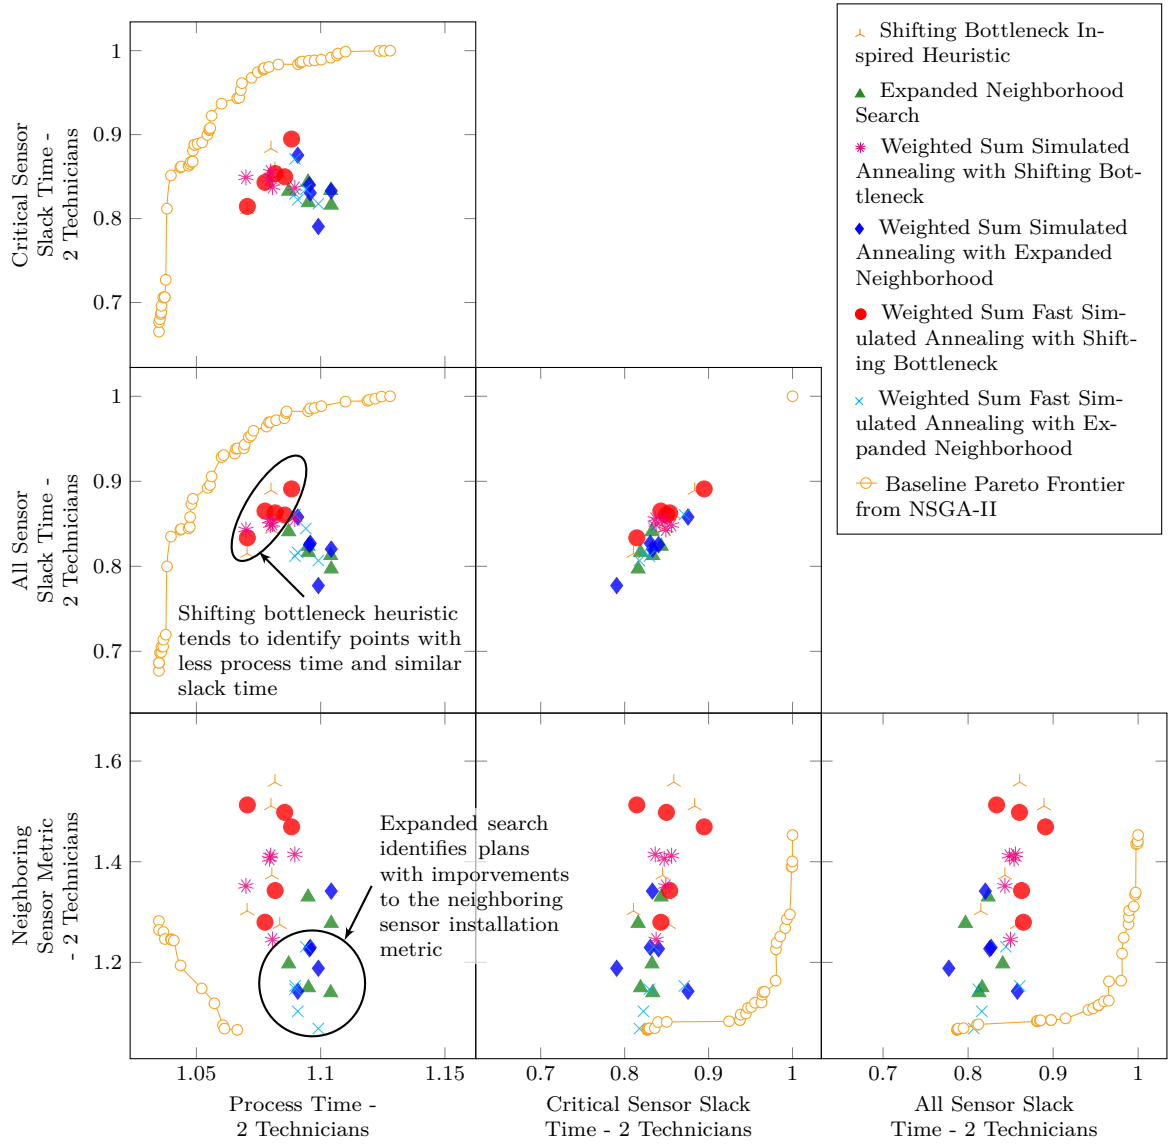 1
0.9
0.8
0.7
Critical Sensor
Slack Time -
2 Technicians
Shifting Bottleneck In-
spired Heuristic
Expanded Neighborhood
Search
Weighted Sum Simulated
Annealing with Shifting Bot-
tleneck
Weighted Sum Simulated
Annealing with Expanded
Neighborhood
Weighted Sum Fast Sim-
ulated Annealing with Shift-
ing Bottleneck
Weighted Sum Fast Sim-
ulated Annealing with Ex-
panded Neighborhood
Baseline Pareto Frontier
from NSGA-II
1
0.9
0.8
0.7
All Sensor
Slack Time -
2 Technicians
Shifting bottleneck heuristic
tends to identify points with
less process time and similar
slack time
1.6
1.4
1.2
Neighboring
Sensor Metric
- 2 Technicians
Expanded search
identifies plans
with imporvements
to the neighboring
sensor installation
metric
1.05
1.1
1.15
Process Time -
2 Technicians
0.7
0.8
0.9
1
Critical Sensor Slack
Time - 2 Technicians
0.7
0.8
0.9
1
All Sensor Slack
Time - 2 Technicians